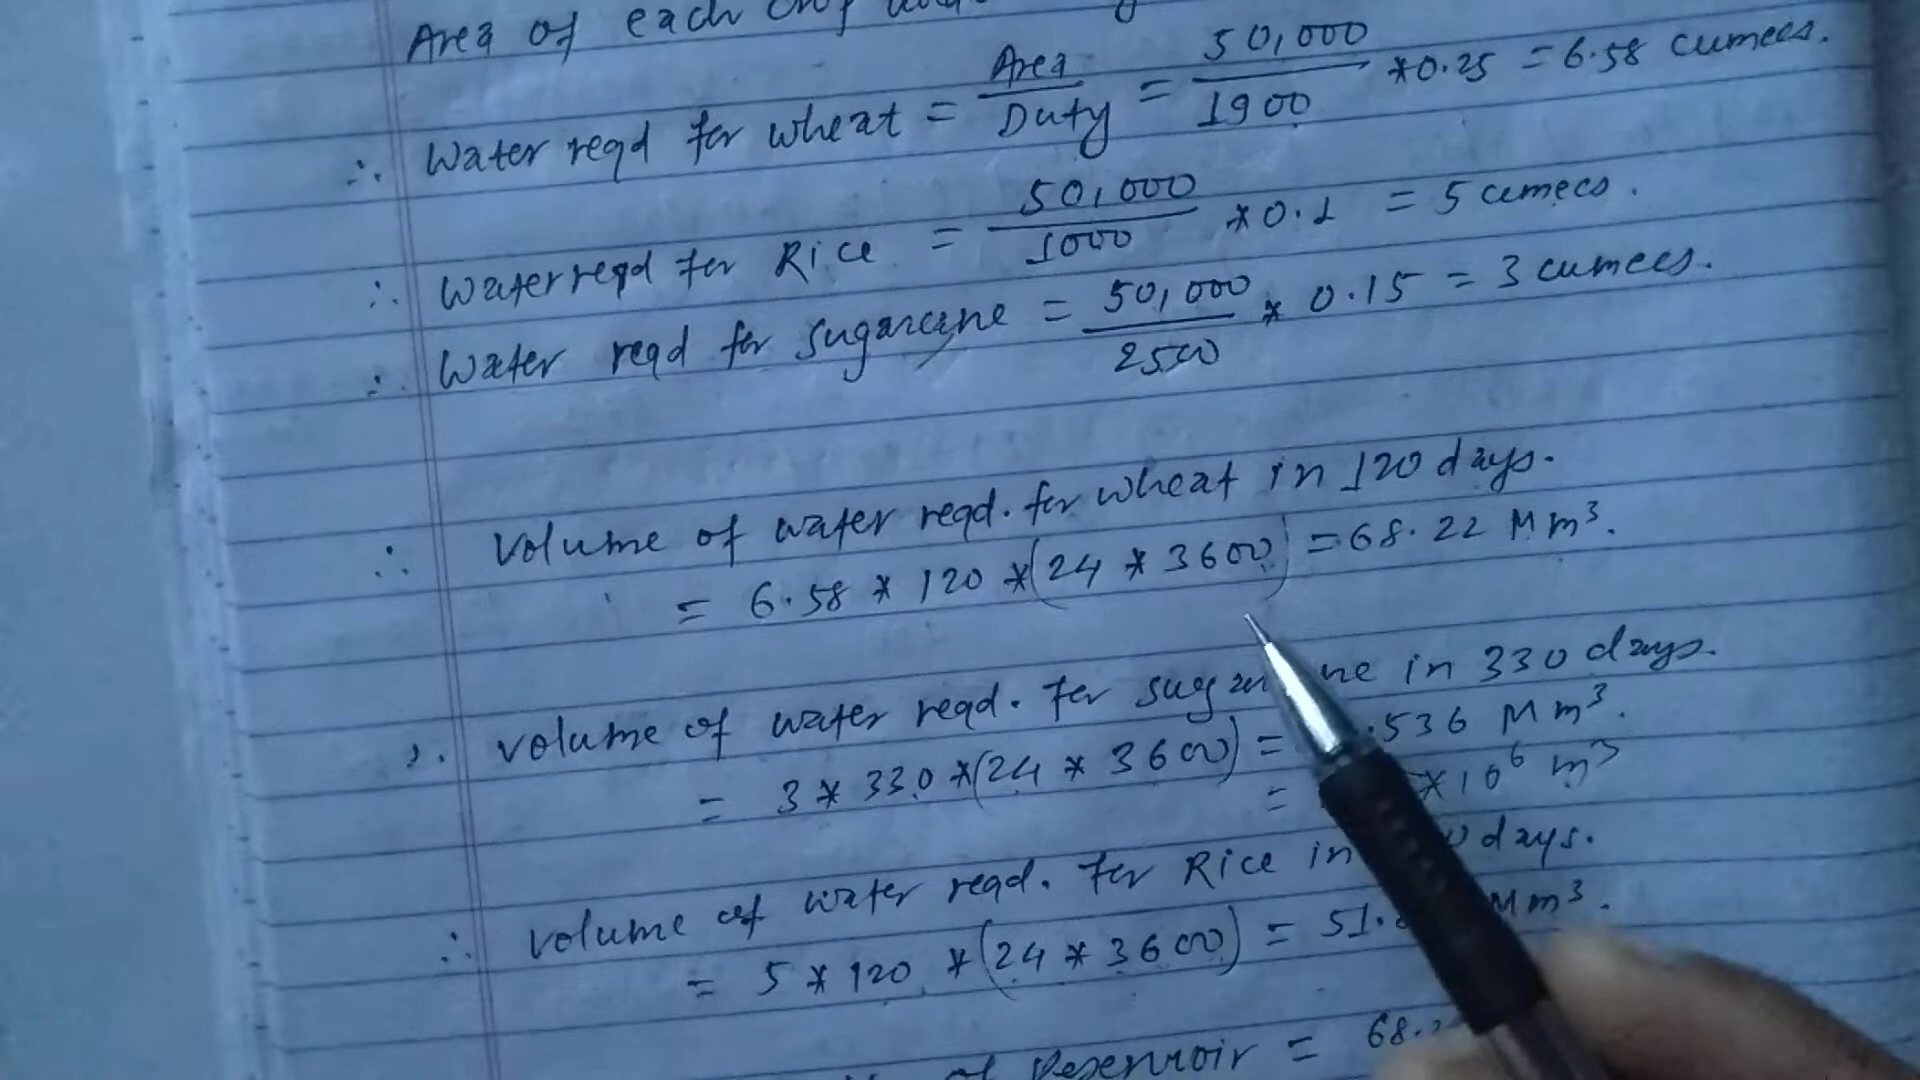 Area of each
∴ Water reqd for wheat = Area / Duty = 50,000 / 1900 * 0.25 = 6.58 cumecs.
∴ Water reqd for Rice = 50,000 / 1000 * 0.1 = 5 cumecs.
∴ Water reqd for sugarcane = 50,000 / 2500 * 0.15 = 3 cumecs.
∴ Volume of water reqd. for wheat in 120 days.
= 6.58 * 120 * (24 * 3600) = 68.22 Mm³.
∴ volume of water reqd. for sugar ne in 330 days.
= 3 * 330 * (24 * 3600) = .536 Mm³.
= *10⁶ m³
∴ volume of water reqd. for Rice in 0 days.
= 5 * 120 * (24 * 3600) = 51. Mm³.
of Reservoir = 68.